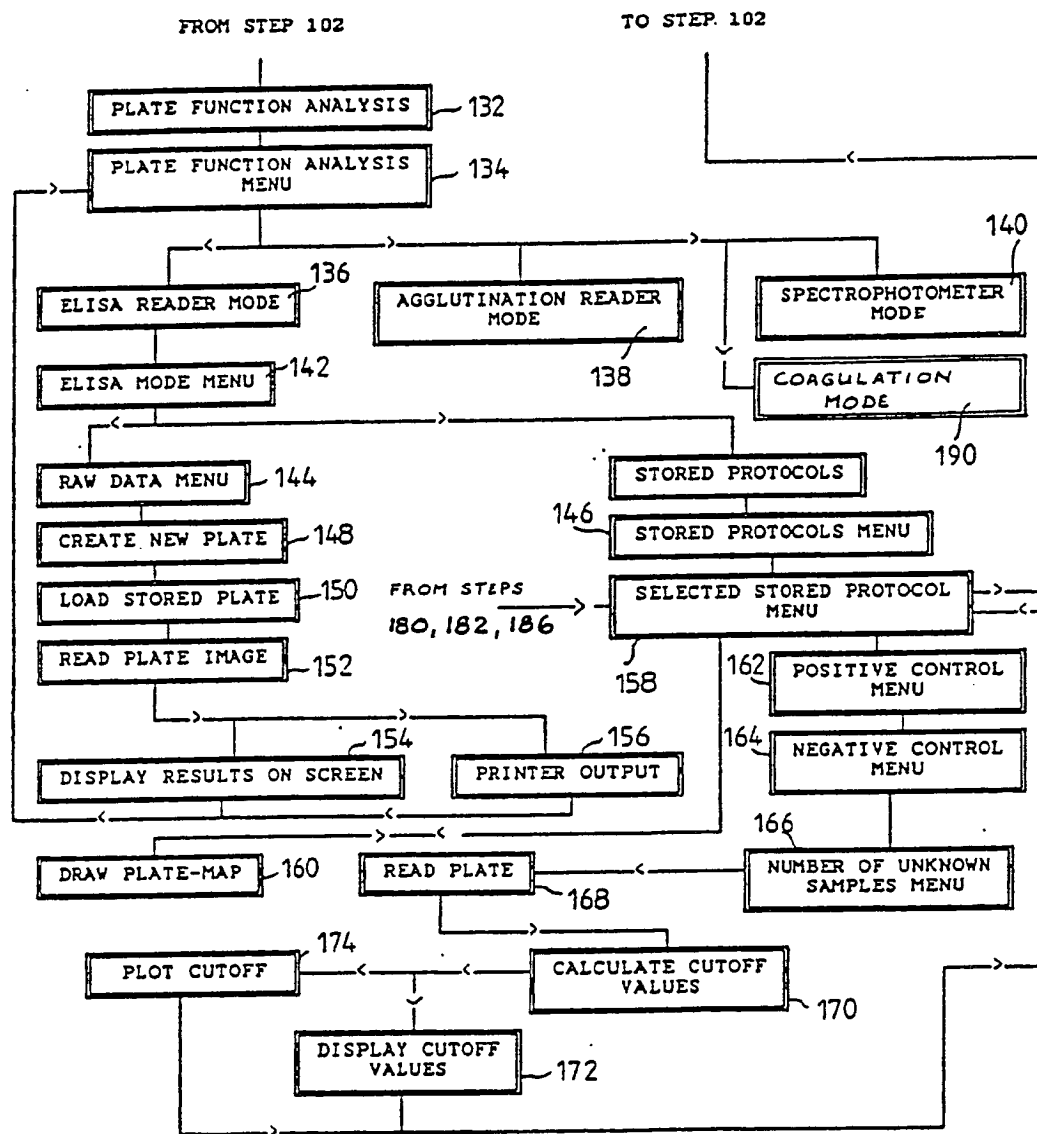 FROM STEP 102
TO STEP. 102
PLATE FUNCTION ANALYSIS
132
PLATE FUNCTION ANALYSIS
MENU
134
136
140
ELISA READER MODE
AGGLUTINATION READER
MODE
SPECTROPHOTOMETER
MODE
138
ELISA MODE MENU
142
COAGULATION
MODE
190
RAW DATA MENU
144
STORED PROTOCOLS
146
STORED PROTOCOLS MENU
CREATE NEW PLATE
148
LOAD STORED PLATE
150
FROM STEPS
180, 182, 186
SELECTED STORED PROTOCOL
MENU
158
READ PLATE IMAGE
152
162
POSITIVE CONTROL
MENU
154
156
164
NEGATIVE CONTROL
MENU
DISPLAY RESULTS ON SCREEN
PRINTER OUTPUT
166
DRAW PLATE-MAP
160
READ PLATE
168
NUMBER OF UNKNOWN
SAMPLES MENU
174
PLOT CUTOFF
CALCULATE CUTOFF
VALUES
170
DISPLAY CUTOFF
VALUES
172